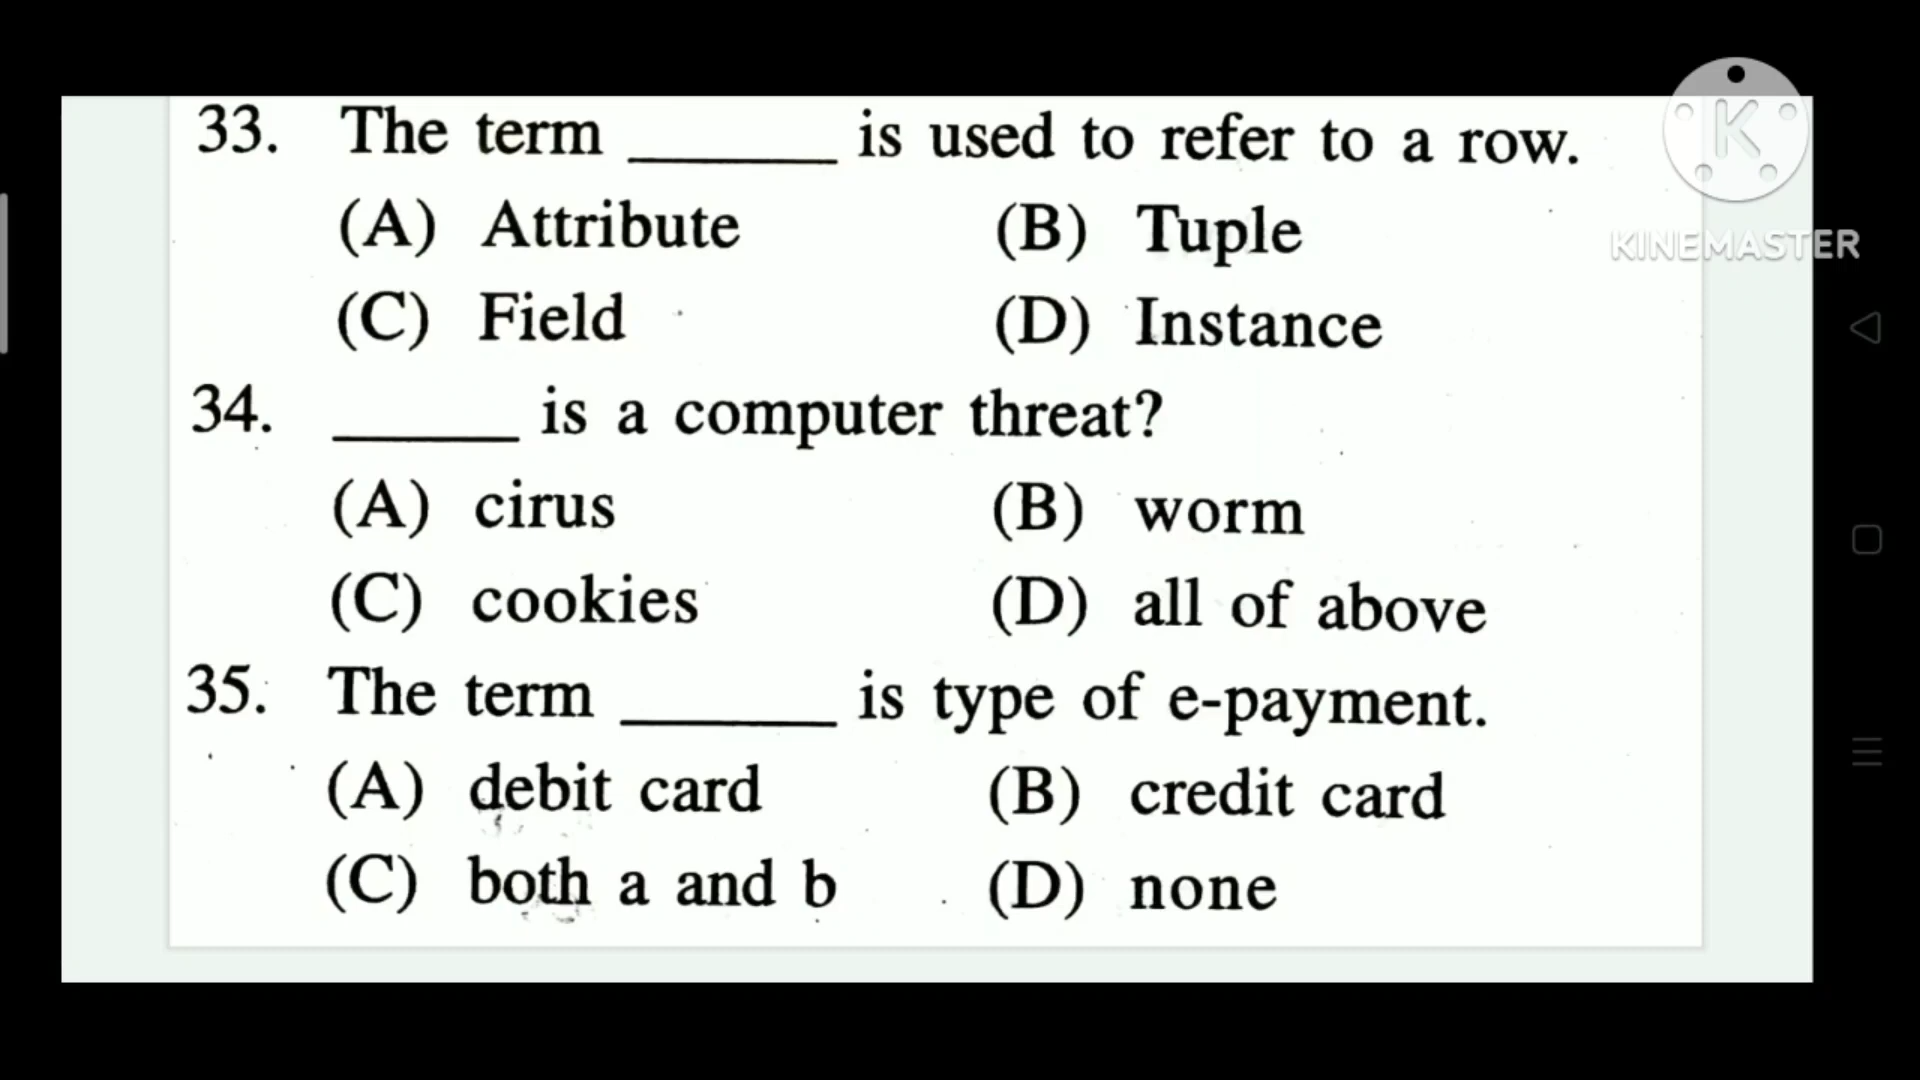 33. The term ______ is used to refer to a row.
(A) Attribute (B) Tuple
(C) Field (D) Instance
34. ______ is a computer threat?
(A) cirus (B) worm
(C) cookies (D) all of above
35. The term ______ is type of e-payment.
(A) debit card (B) credit card
(C) both a and b (D) none
K
KINEMASTER